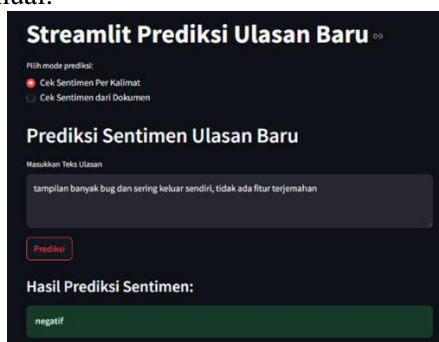 Streamlit Prediksi Ulasan Baru
Pilih mode prediksi:
Cek Sentimen Per Kalimat
Cek Sentimen dari Dokumen
Prediksi Sentimen Ulasan Baru
Masukkan Teks Ulasan
tampilan banyak bug dan sering keluar sendiri, tidak ada fitur terjemahan
Prediksi
Hasil Prediksi Sentimen:
negatif